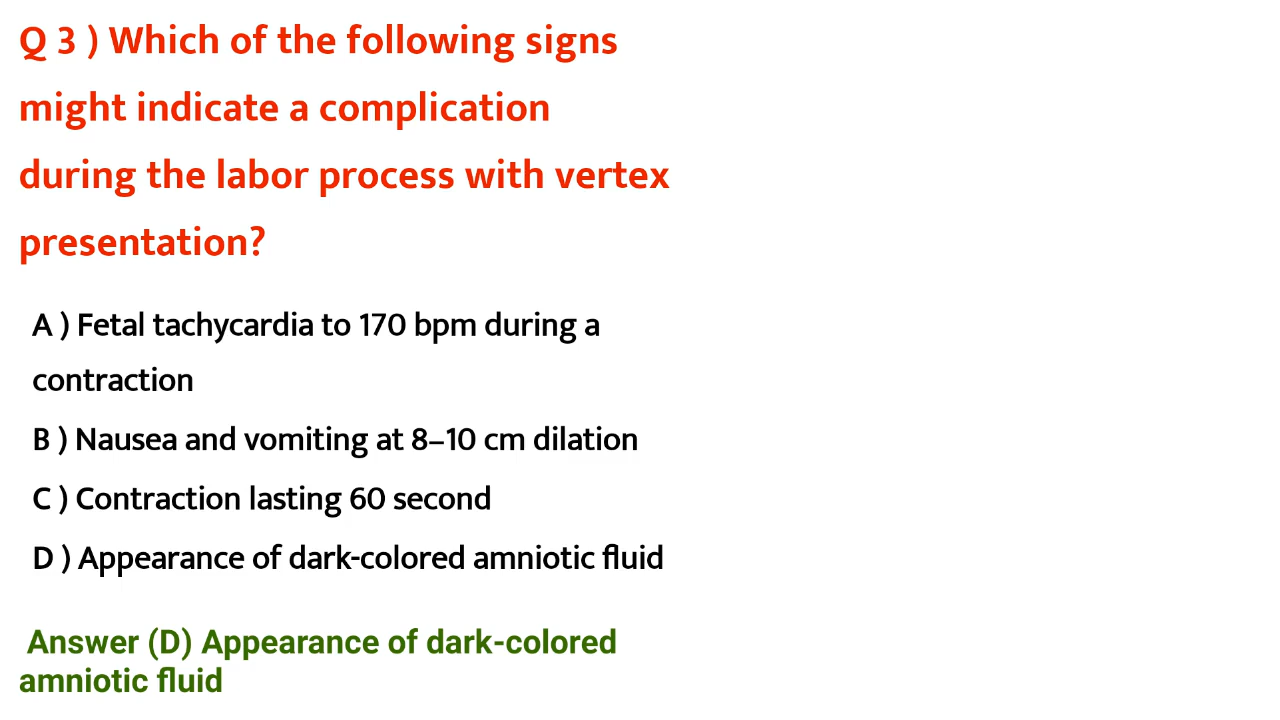 Q 3 ) Which of the following signs
might indicate a complication
during the labor process with vertex
presentation?
A ) Fetal tachycardia to 170 bpm during a
contraction
B ) Nausea and vomiting at 8–10 cm dilation
C ) Contraction lasting 60 second
D ) Appearance of dark-colored amniotic fluid
Answer (D) Appearance of dark-colored
amniotic fluid